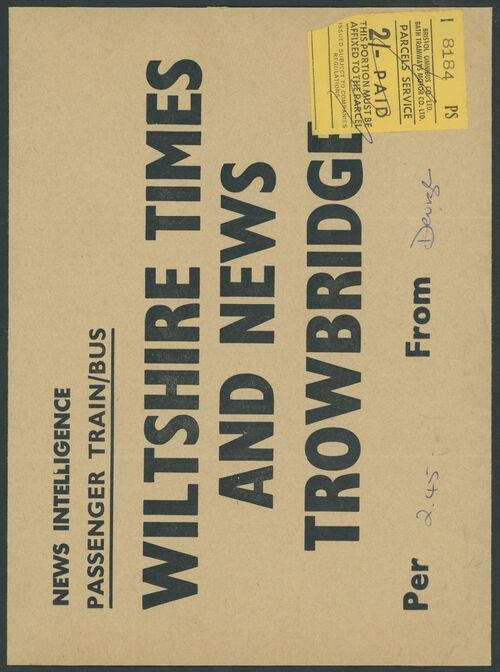 NEWS INTELLIGENCE
PASSENGER TRAIN/BUS
WILTSHIRE TIMES
AND NEWS
TROWBRIDGE
Per 2.45. From
I 8184 PS
BRISTOL OMNIBUS CO., LTD.
BATH TRAMWAYS MOTOR CO. LTD.
PARCELS SERVICE
2/- PAID
THIS PORTION MUST BE
AFFIXED TO THE PARCEL
ISSUED SUBJECT TO COMPANIES
REGULATIONS